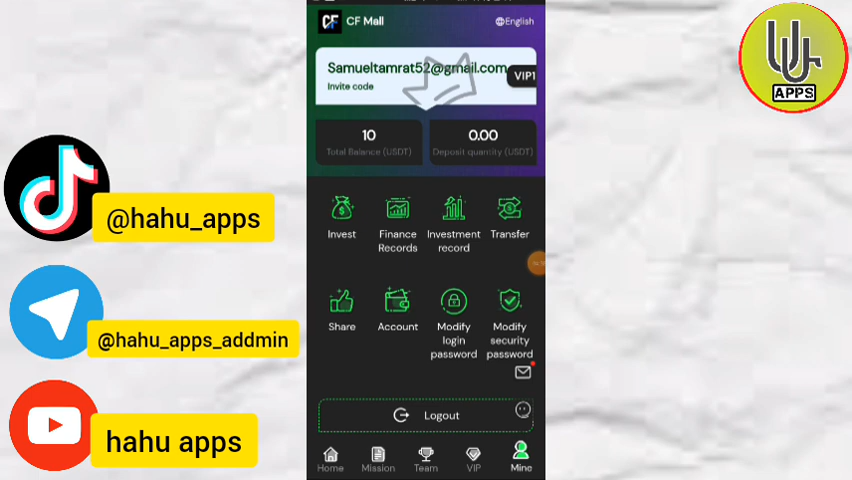 CF Mall
English
Samueltamrat52@gmail.com
VIP1
Invite code
10
0.00
Total Balance (USDT)
Deposit quantity (USDT)
Invest
Finance Records
Investment record
Transfer
Share
Account
Modify login password
Modify security password
Logout
Home
Mission
Team
VIP
Mine
@hahu_apps
@hahu_apps_addmin
hahu apps
APPS